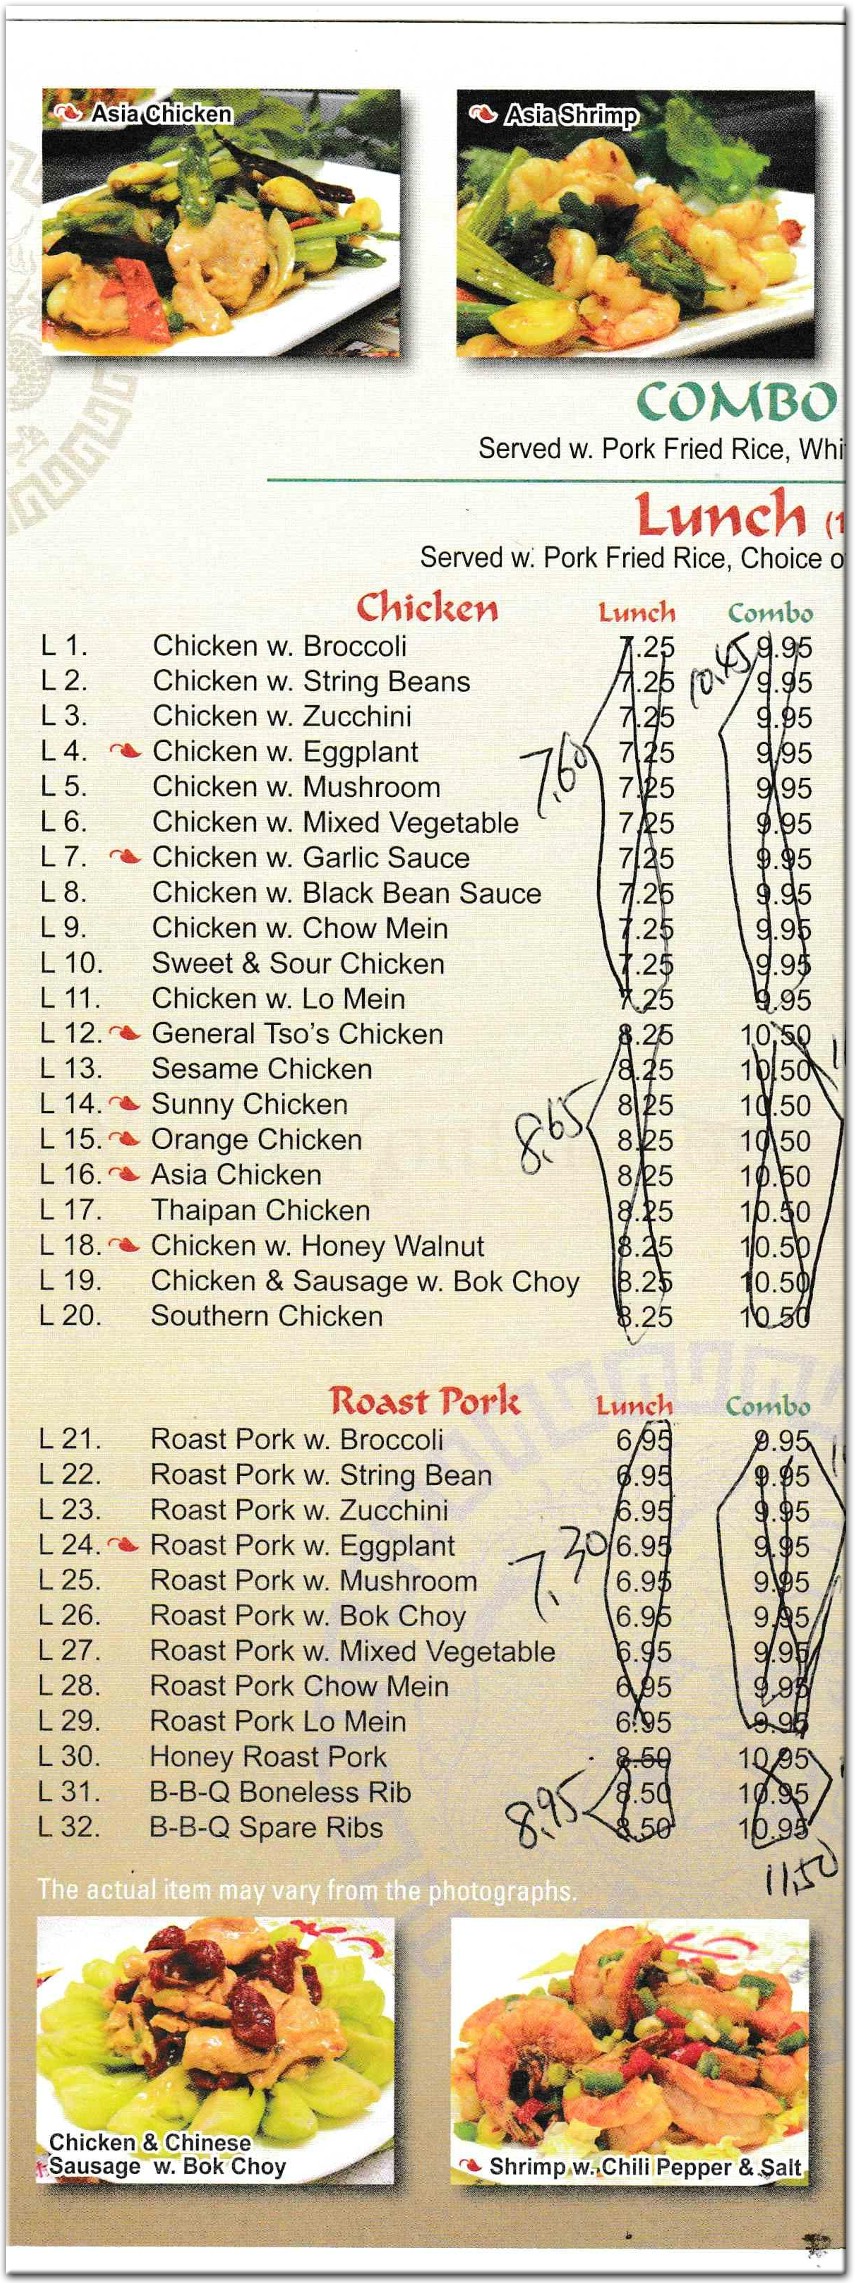 Asia Chicken
Asia Shrimp
COMBO
Served w. Pork Fried Rice, Whi
Lunch (1
Served w. Pork Fried Rice, Choice o
Chicken Lunch Combo
L 1. Chicken w. Broccoli 7.25 9.95
10.45
L 2. Chicken w. String Beans 7.25 9.95
L 3. Chicken w. Zucchini 7.25 9.95
L 4. Chicken w. Eggplant 7.25 9.95
7.60
L 5. Chicken w. Mushroom 7.25 9.95
L 6. Chicken w. Mixed Vegetable 7.25 9.95
L 7. Chicken w. Garlic Sauce 7.25 9.95
L 8. Chicken w. Black Bean Sauce 7.25 9.95
L 9. Chicken w. Chow Mein 7.25 9.95
L 10. Sweet & Sour Chicken 7.25 9.95
L 11. Chicken w. Lo Mein 7.25 9.95
L 12. General Tso's Chicken 8.25 10.50
L 13. Sesame Chicken 8.25 10.50
L 14. Sunny Chicken 8.25 10.50
8.65
L 15. Orange Chicken 8.25 10.50
L 16. Asia Chicken 8.25 10.50
L 17. Thaipan Chicken 8.25 10.50
L 18. Chicken w. Honey Walnut 8.25 10.50
L 19. Chicken & Sausage w. Bok Choy 8.25 10.50
L 20. Southern Chicken 8.25 10.50
Roast Pork Lunch Combo
L 21. Roast Pork w. Broccoli 6.95 9.95
L 22. Roast Pork w. String Bean 6.95 9.95
L 23. Roast Pork w. Zucchini 6.95 9.95
L 24. Roast Pork w. Eggplant 6.95 9.95
7.30
L 25. Roast Pork w. Mushroom 6.95 9.95
L 26. Roast Pork w. Bok Choy 6.95 9.95
L 27. Roast Pork w. Mixed Vegetable 6.95 9.95
L 28. Roast Pork Chow Mein 6.95 9.95
L 29. Roast Pork Lo Mein 6.95 9.95
L 30. Honey Roast Pork 8.50 10.95
L 31. B-B-Q Boneless Rib 8.50 10.95
8.95
L 32. B-B-Q Spare Ribs 8.50 10.95
11.50
The actual item may vary from the photographs.
Chicken & Chinese
Sausage w. Bok Choy
Shrimp w. Chili Pepper & Salt